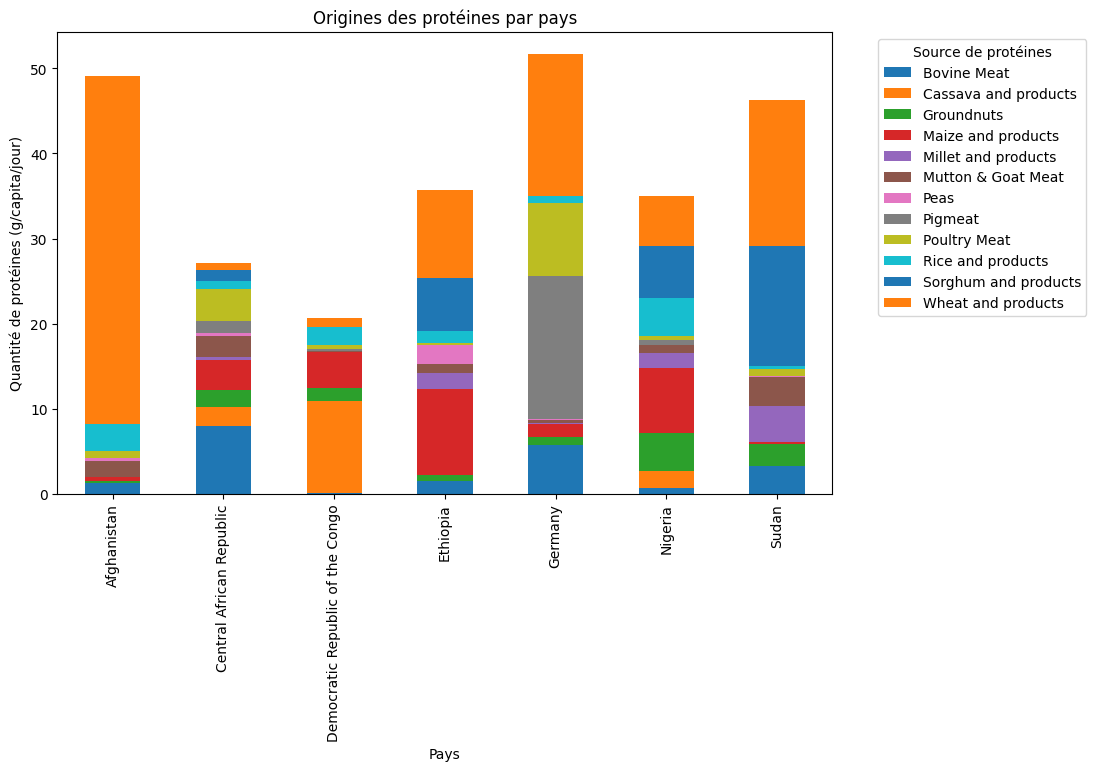 Origines des protéines par pays
Quantité de protéines (g/capita/jour)
50
40
30
20
10
0
Afghanistan
Central African Republic
Democratic Republic of the Congo
Ethiopia
Germany
Nigeria
Sudan
Pays
Source de protéines
Bovine Meat
Cassava and products
Groundnuts
Maize and products
Millet and products
Mutton & Goat Meat
Peas
Pigmeat
Poultry Meat
Rice and products
Sorghum and products
Wheat and products